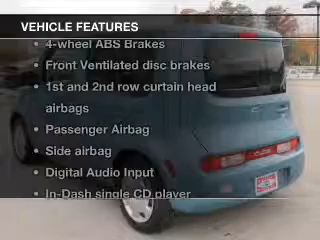 VEHICLE FEATURES
• 4-wheel ABS Brakes
• Front Ventilated disc brakes
• 1st and 2nd row curtain head
airbags
• Passenger Airbag
• Side airbag
• Digital Audio Input
• In-Dash single CD player